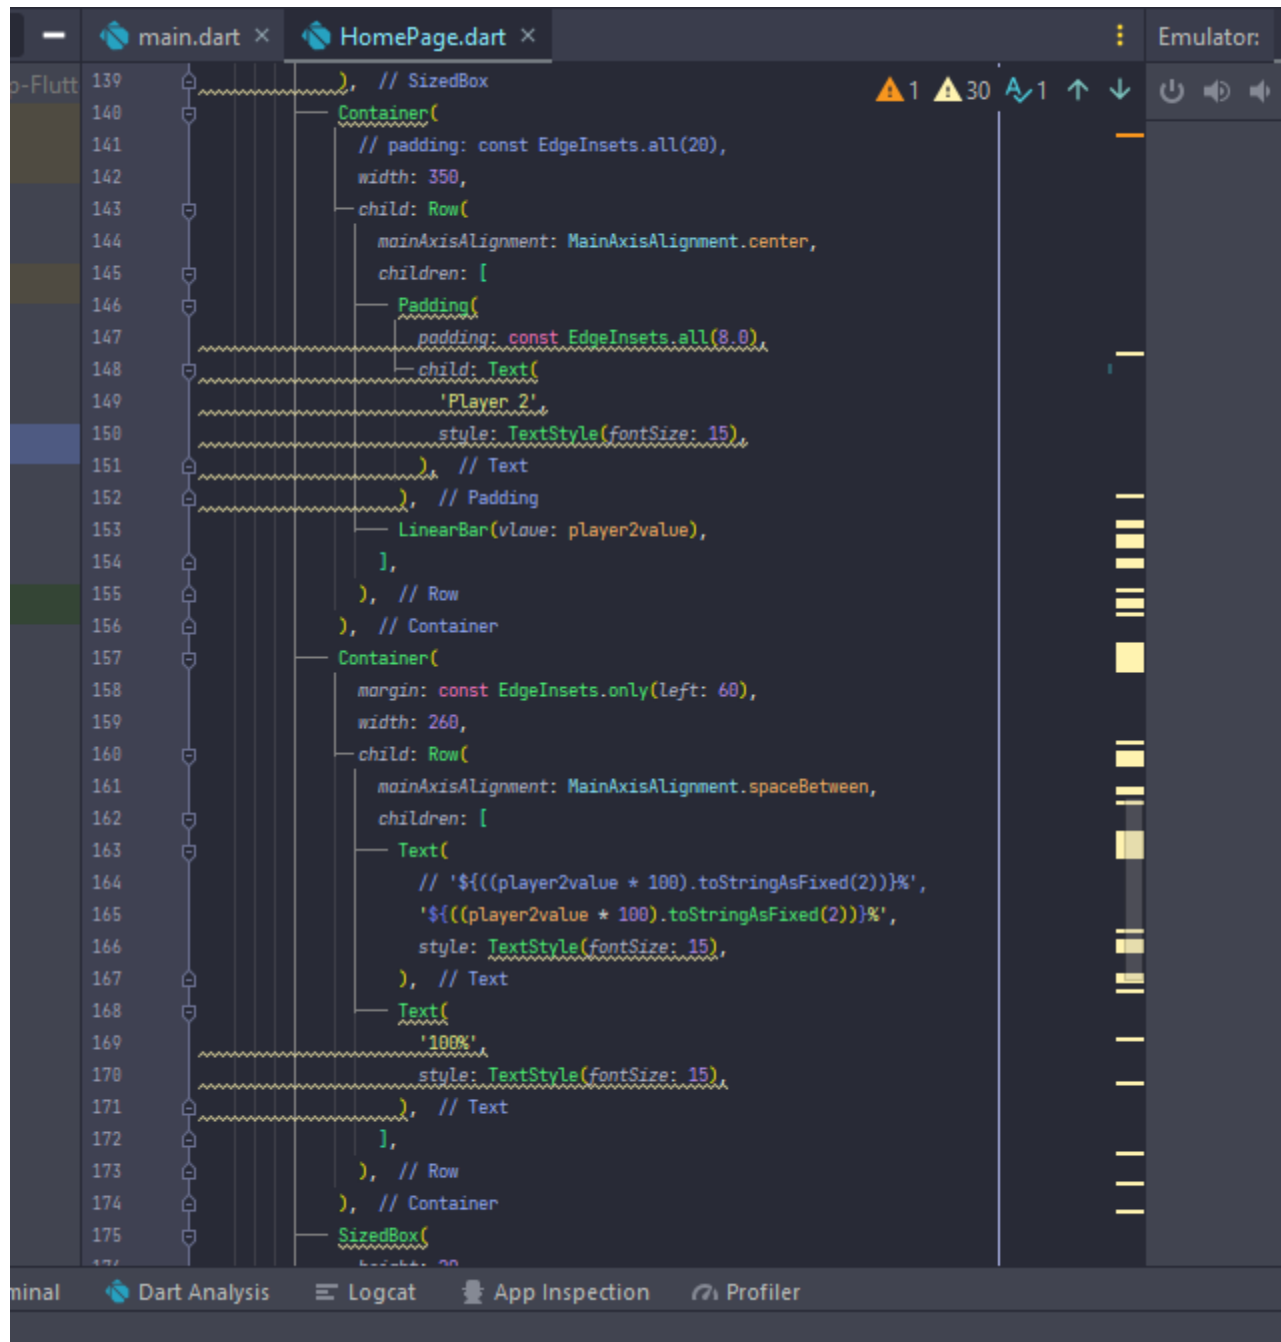 main.dart × HomePage.dart × Emulator:
o-Flutt 139 ), // SizedBox 1 30 1
140 Container(
141 // padding: const EdgeInsets.all(20),
142 width: 350,
143 child: Row(
144 mainAxisAlignment: MainAxisAlignment.center,
145 children: [
146 Padding(
147 padding: const EdgeInsets.all(8.0),
148 child: Text(
149 'Player 2',
150 style: TextStyle(fontSize: 15),
151 ), // Text
152 ), // Padding
153 LinearBar(vlaue: player2value),
154 ],
155 ), // Row
156 ), // Container
157 Container(
158 margin: const EdgeInsets.only(left: 60),
159 width: 260,
160 child: Row(
161 mainAxisAlignment: MainAxisAlignment.spaceBetween,
162 children: [
163 Text(
164 // '${((player2value * 100).toStringAsFixed(2))}%',
165 '${((player2value * 100).toStringAsFixed(2))}%',
166 style: TextStyle(fontSize: 15),
167 ), // Text
168 Text(
169 '100%',
170 style: TextStyle(fontSize: 15),
171 ), // Text
172 ],
173 ), // Row
174 ), // Container
175 SizedBox(
minal Dart Analysis Logcat App Inspection Profiler